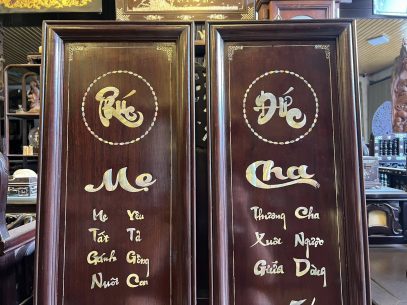 Phúc
Mẹ
Mẹ Yêu
Tất Tả
Gánh Gồng
Nuôi Con
Đức
Cha
Thương Cha
Xuôi Ngược
Giữa Dòng